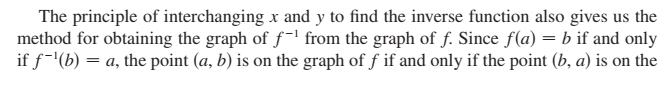 The principle of interchanging x and y to find the inverse function also gives us the
method for obtaining the graph of f⁻¹ from the graph of f. Since f(a) = b if and only
if f⁻¹(b) = a, the point (a, b) is on the graph of f if and only if the point (b, a) is on the